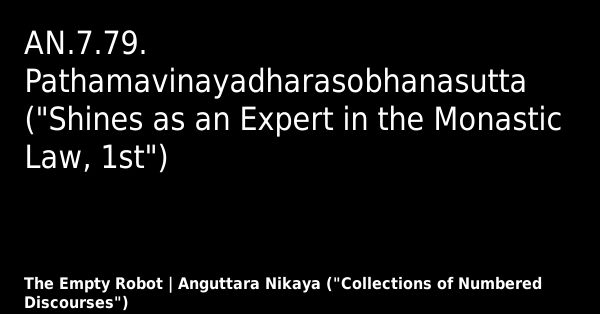 AN.7.79.
Pathamavinayadharasobhanasutta
("Shines as an Expert in the Monastic
Law, 1st")
The Empty Robot | Anguttara Nikaya ("Collections of Numbered
Discourses")